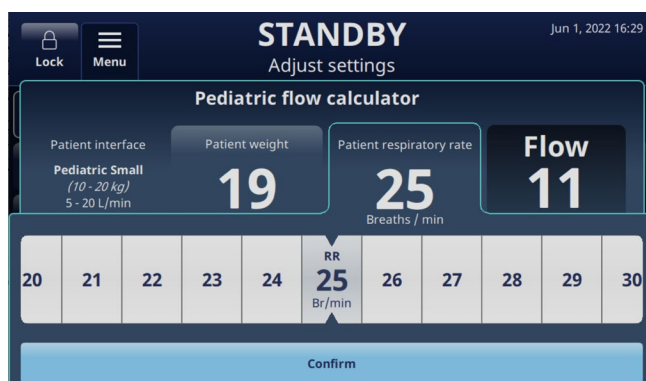 STANDBY
Jun 1, 2022 16:29
Lock
Menu
Adjust settings
Pediatric flow calculator
Patient interface
Pediatric Small
(10 - 20 kg)
5 - 20 L/min
Patient weight
19
Patient respiratory rate
25
Breaths / min
Flow
11
20 21 22 23 24 RR 25 Br/min 26 27 28 29 30
Confirm